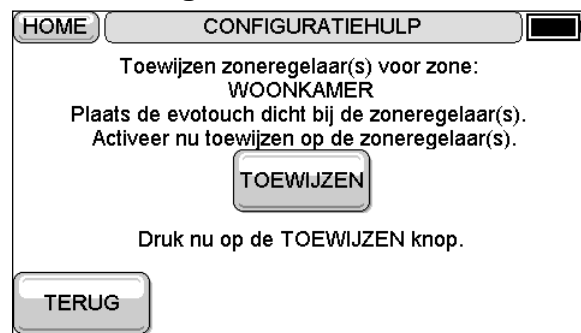 HOME
CONFIGURATIEHULP
Toewijzen zoneregelaar(s) voor zone:
WOONKAMER
Plaats de evotouch dicht bij de zoneregelaar(s).
Activeer nu toewijzen op de zoneregelaar(s).
TOEWIJZEN
Druk nu op de TOEWIJZEN knop.
TERUG